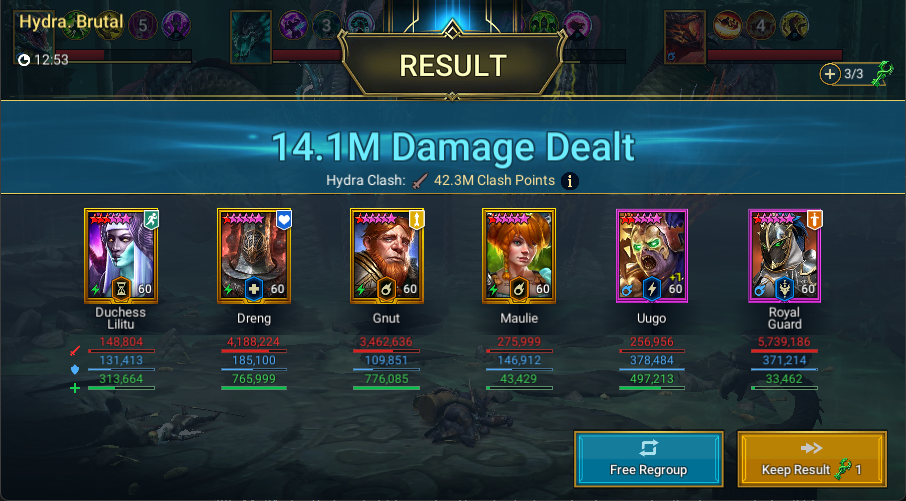 Hydra. Brutal
5
3
4
12:53
RESULT
3/3
14.1M Damage Dealt
Hydra Clash: 42.3M Clash Points i
60 60 60 60 +1 60 60
Duchess Lilitu
Dreng
Gnut
Maulie
Uugo
Royal Guard
148,804 4,188,224 3,462,636 275,999 256,956 5,739,186
131,413 185,100 109,851 146,912 378,484 371,214
313,664 765,999 776,085 43,429 497,213 33,462
Free Regroup
Keep Result 1